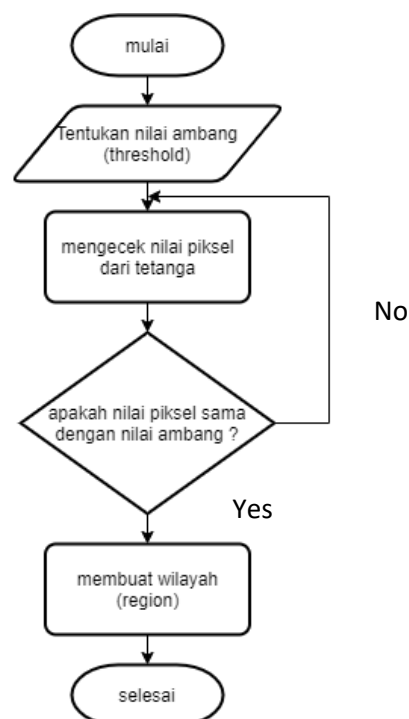 mulai
Tentukan nilai ambang
(threshold)
mengecek nilai piksel
dari tetanga
No
apakah nilai piksel sama
dengan nilai ambang ?
Yes
membuat wilayah
(region)
selesai